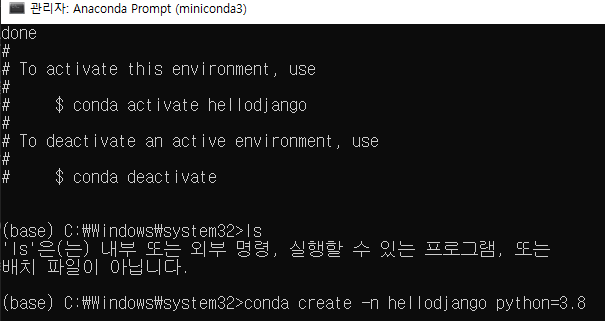 관리자: Anaconda Prompt (miniconda3)
done
#
# To activate this environment, use
#
#     $ conda activate hellodjango
#
# To deactivate an active environment, use
#
#     $ conda deactivate
(base) C:₩Windows₩system32>ls
'ls'은(는) 내부 또는 외부 명령, 실행할 수 있는 프로그램, 또는
배치 파일이 아닙니다.
(base) C:₩Windows₩system32>conda create -n hellodjango python=3.8